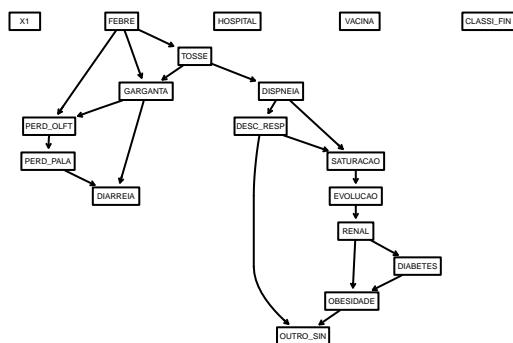 X1
FEBRE
HOSPITAL
VACINA
CLASSI_FIN
TOSSE
GARGANTA
DISPNEIA
PERD_OLFT
DESC_RESP
PERD_PALA
SATURACAO
DIARREIA
EVOLUCAO
RENAL
DIABETES
OBESIDADE
OUTRO_SIN